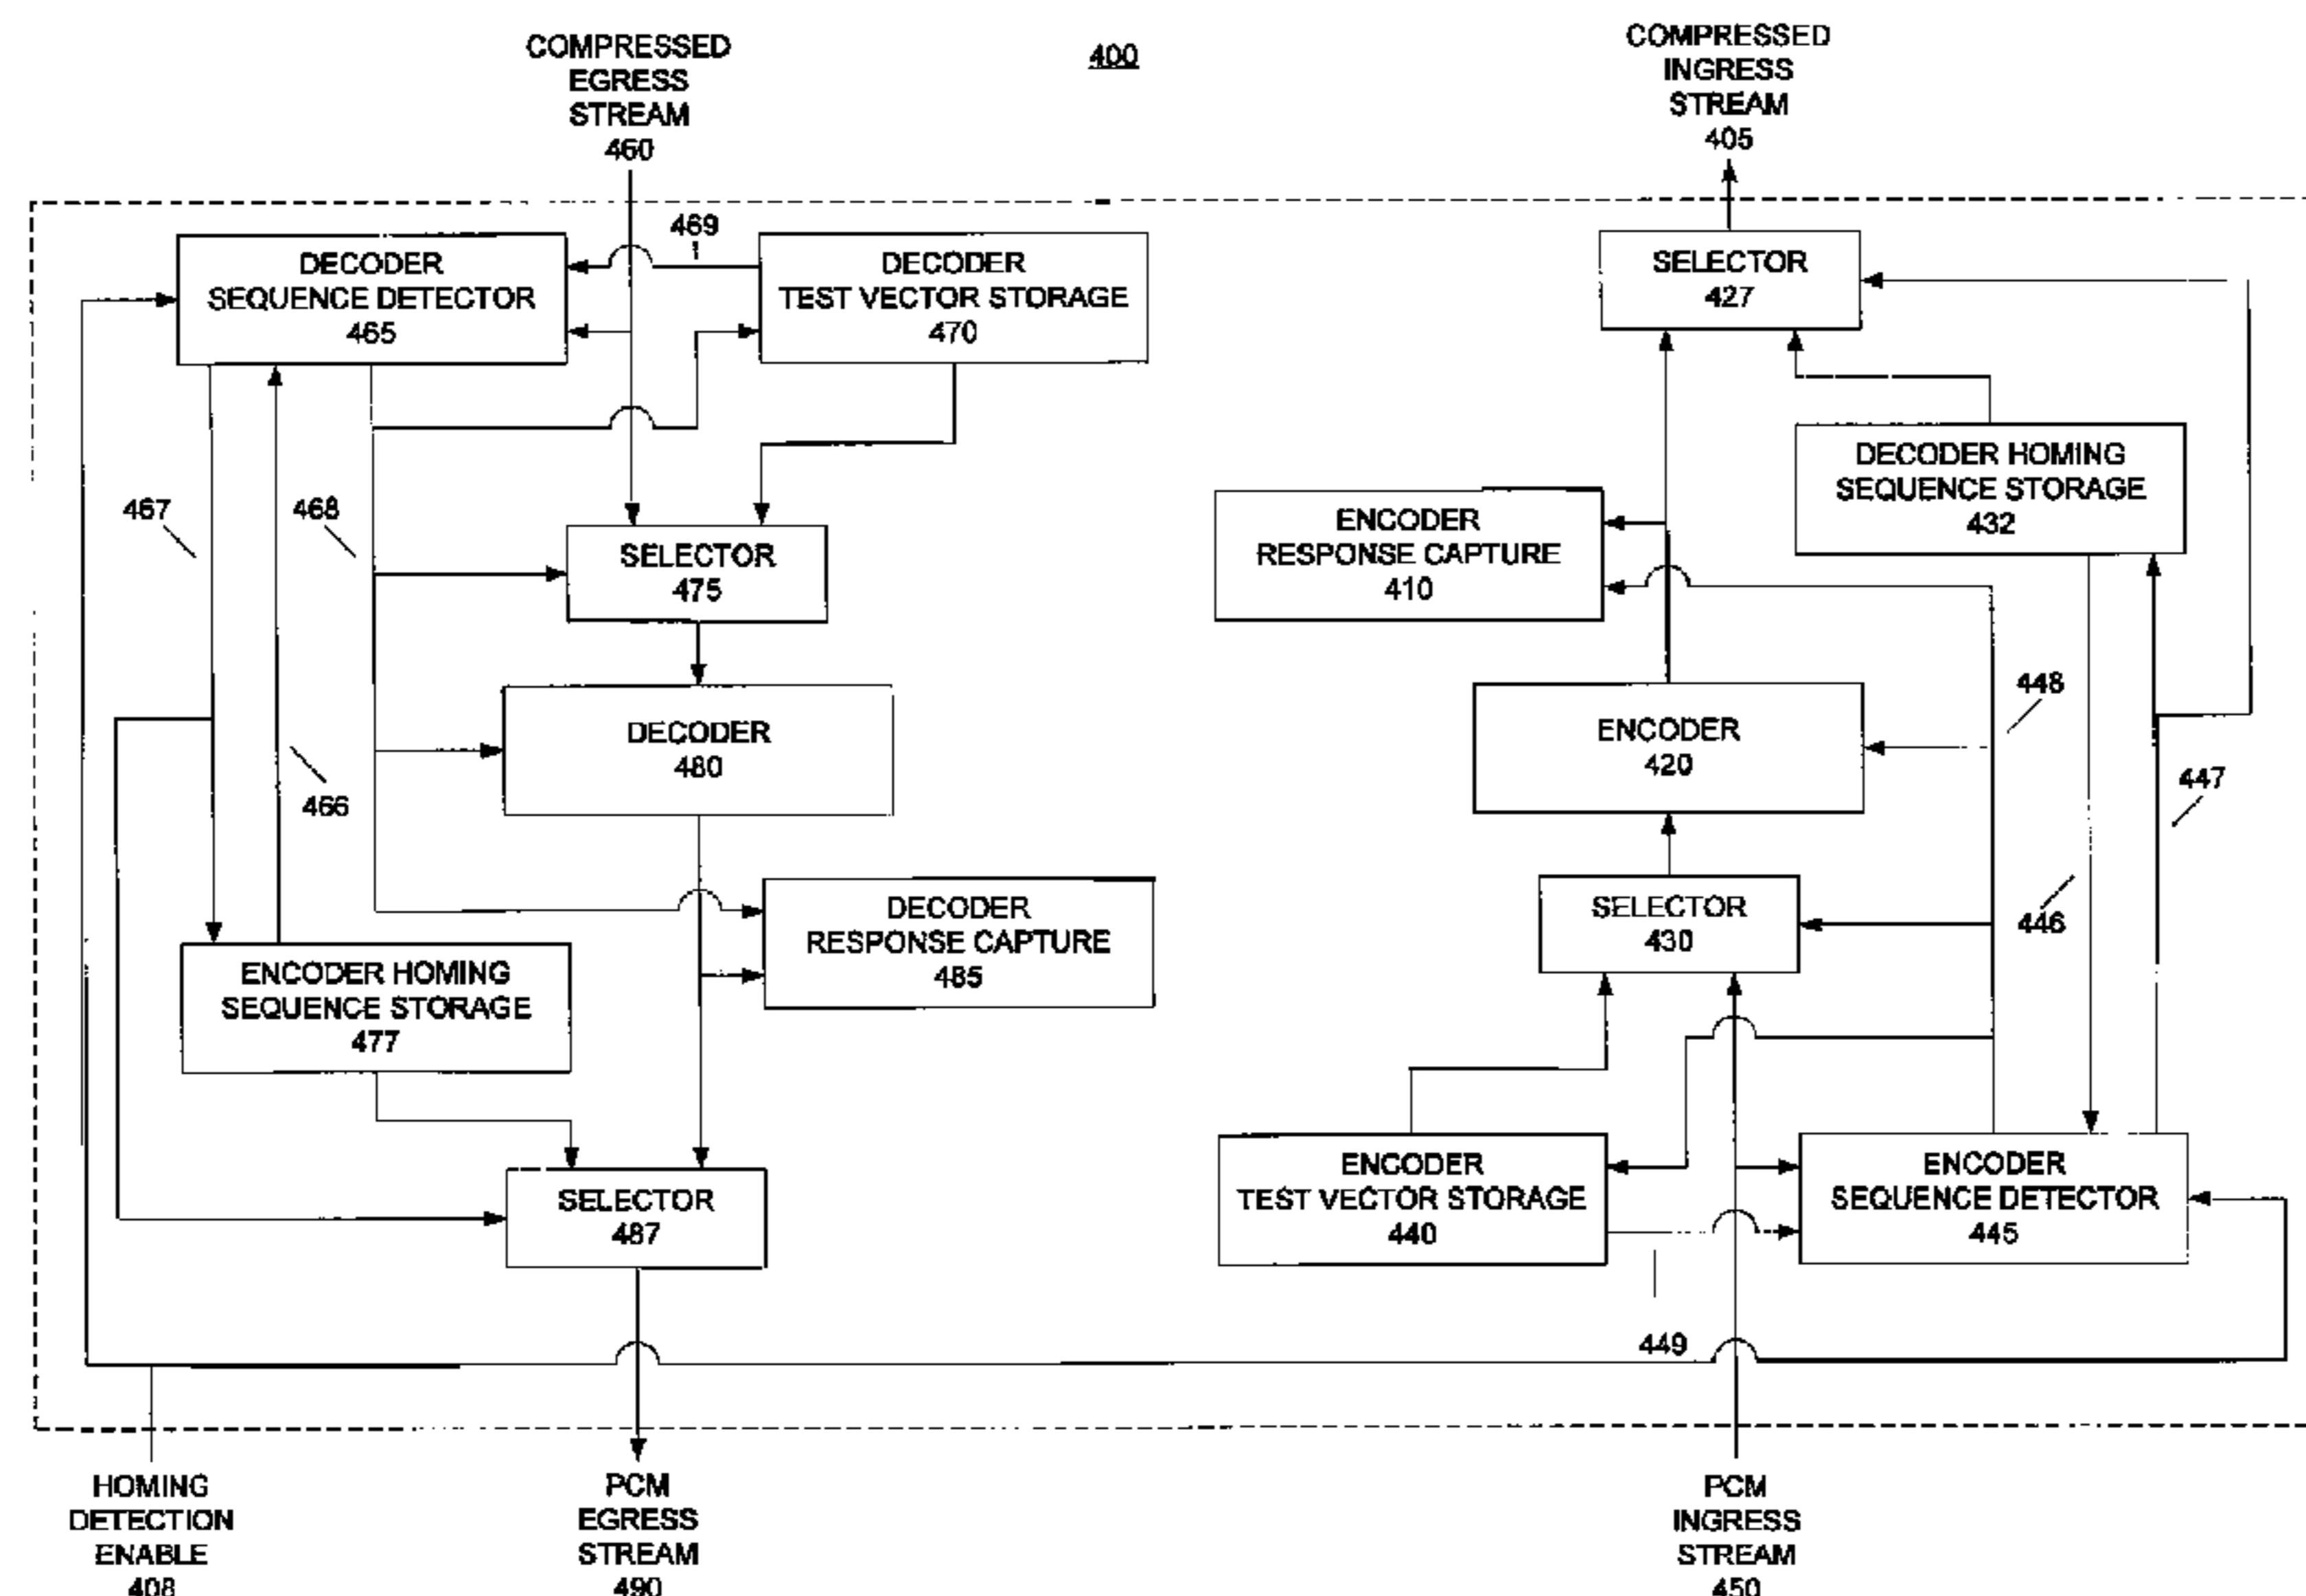 COMPRESSED
EGRESS
STREAM
460
400
COMPRESSED
INGRESS
STREAM
405
469
DECODER
SEQUENCE DETECTOR
465
DECODER
TEST VECTOR STORAGE
470
SELECTOR
427
467
468
DECODER HOMING
SEQUENCE STORAGE
432
ENCODER
RESPONSE CAPTURE
410
SELECTOR
475
DECODER
480
ENCODER
420
448
466
447
446
DECODER
RESPONSE CAPTURE
485
SELECTOR
430
ENCODER HOMING
SEQUENCE STORAGE
477
SELECTOR
487
ENCODER
TEST VECTOR STORAGE
440
ENCODER
SEQUENCE DETECTOR
445
449
HOMING
DETECTION
ENABLE
408
PCM
EGRESS
STREAM
490
PCM
INGRESS
STREAM
450